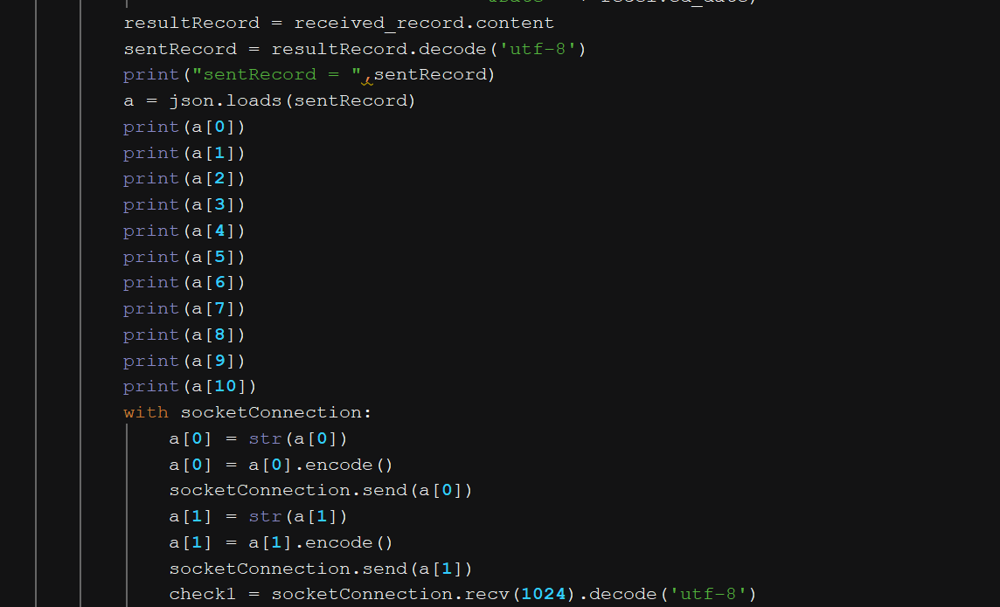 resultRecord = received_record.content
sentRecord = resultRecord.decode('utf-8')
print("sentRecord = ",sentRecord)
a = json.loads(sentRecord)
print(a[0])
print(a[1])
print(a[2])
print(a[3])
print(a[4])
print(a[5])
print(a[6])
print(a[7])
print(a[8])
print(a[9])
print(a[10])
with socketConnection:
a[0] = str(a[0])
a[0] = a[0].encode()
socketConnection.send(a[0])
a[1] = str(a[1])
a[1] = a[1].encode()
socketConnection.send(a[1])
check1 = socketConnection.recv(1024).decode('utf-8')